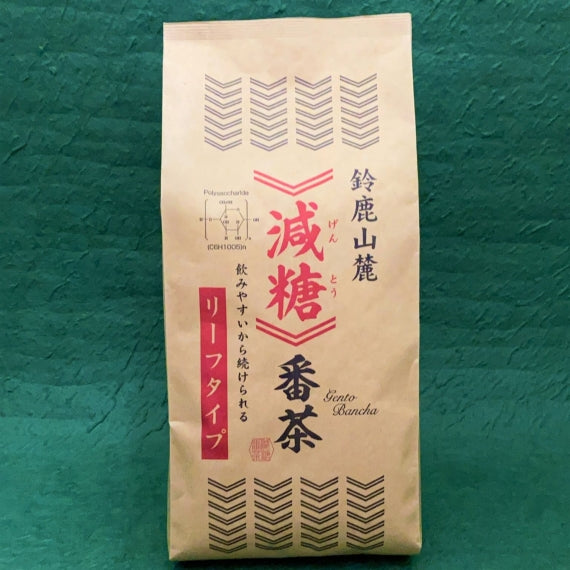 鈴鹿山麓
減糖
げんとう
番茶
Gento
Bancha
Polysaccharide
(C6H10O5)n
飲みやすいから続けられる
リーフタイプ